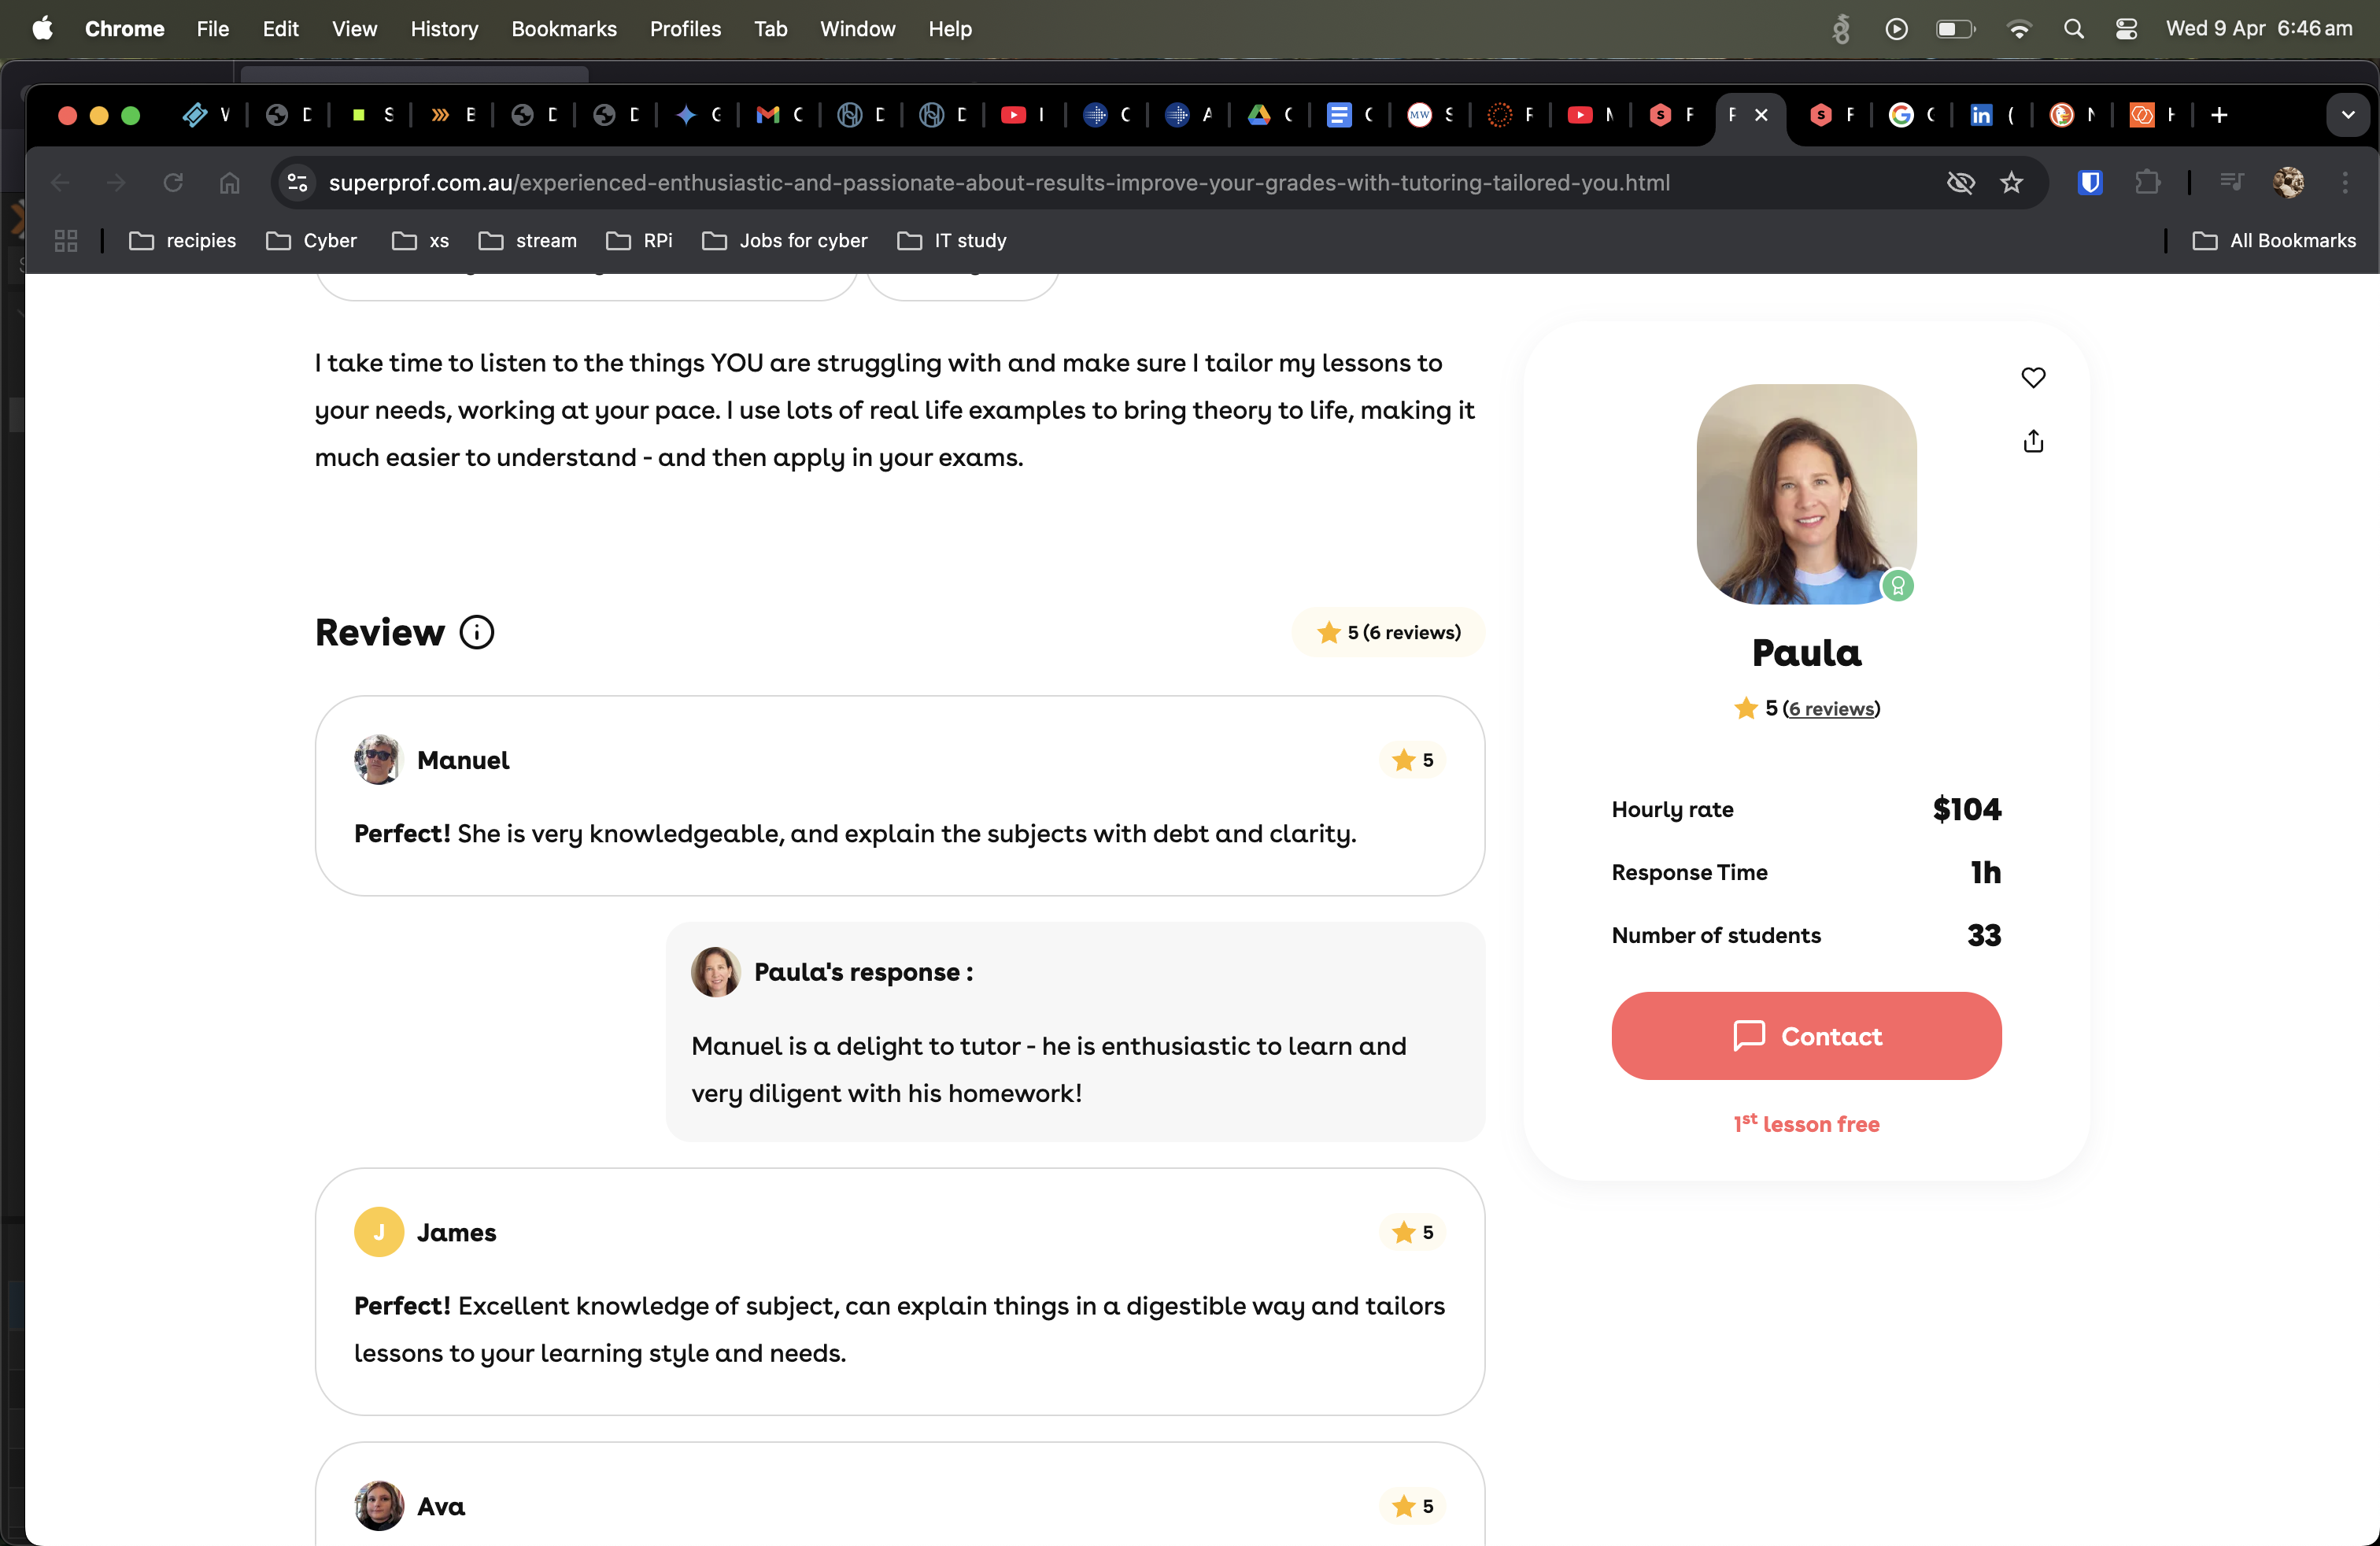 Chrome File Edit View History Bookmarks Profiles Tab Window Help Wed 9 Apr 6:46 am
superprof.com.au/experienced-enthusiastic-and-passionate-about-results-improve-your-grades-with-tutoring-tailored-you.html
recipies Cyber xs stream RPi Jobs for cyber IT study All Bookmarks
I take time to listen to the things YOU are struggling with and make sure I tailor my lessons to
your needs, working at your pace. I use lots of real life examples to bring theory to life, making it
much easier to understand - and then apply in your exams.
Review
5 (6 reviews)
Manuel
5
Perfect! She is very knowledgeable, and explain the subjects with debt and clarity.
Paula's response :
Manuel is a delight to tutor - he is enthusiastic to learn and
very diligent with his homework!
J James
5
Perfect! Excellent knowledge of subject, can explain things in a digestible way and tailors
lessons to your learning style and needs.
Ava
5
Paula
5 (6 reviews)
Hourly rate $104
Response Time 1h
Number of students 33
Contact
1st lesson free